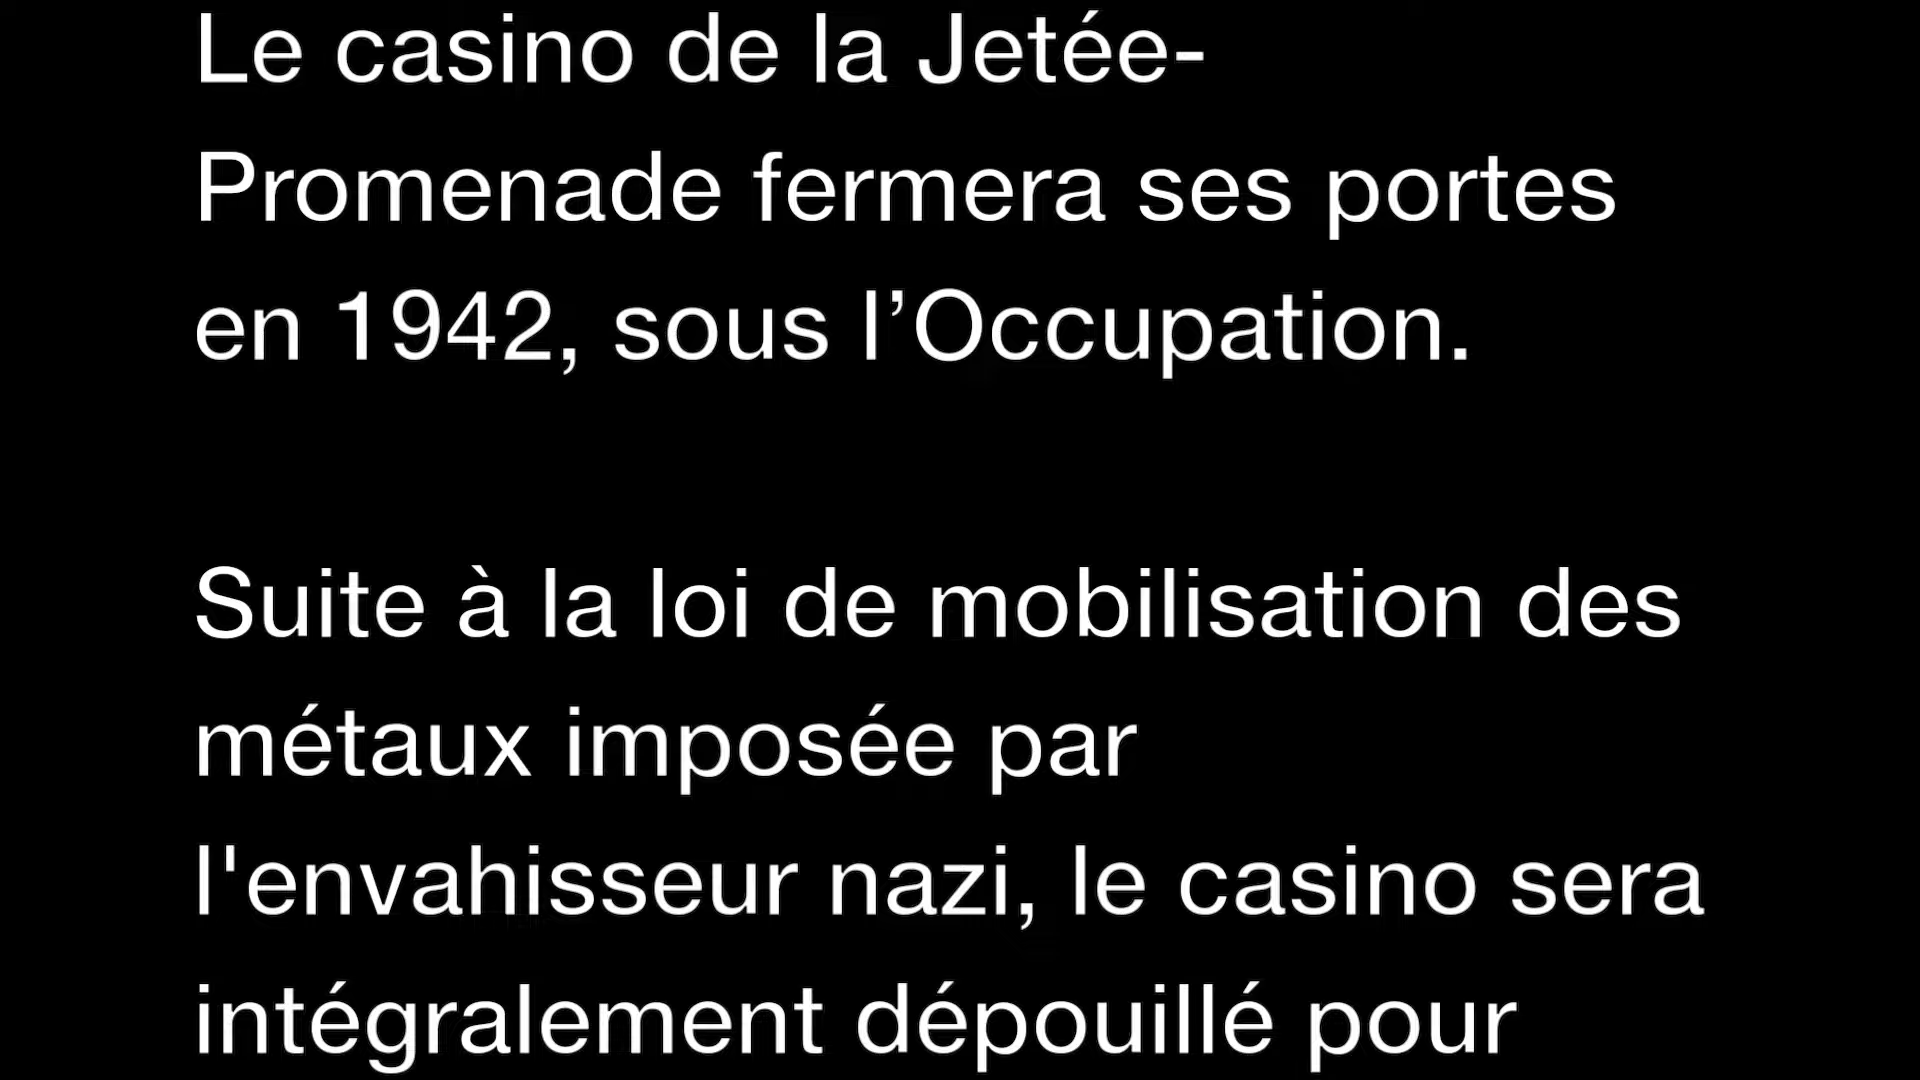 Le casino de la Jetée-
Promenade fermera ses portes
en 1942, sous l’Occupation.
Suite à la loi de mobilisation des
métaux imposée par
l'envahisseur nazi, le casino sera
intégralement dépouillé pour